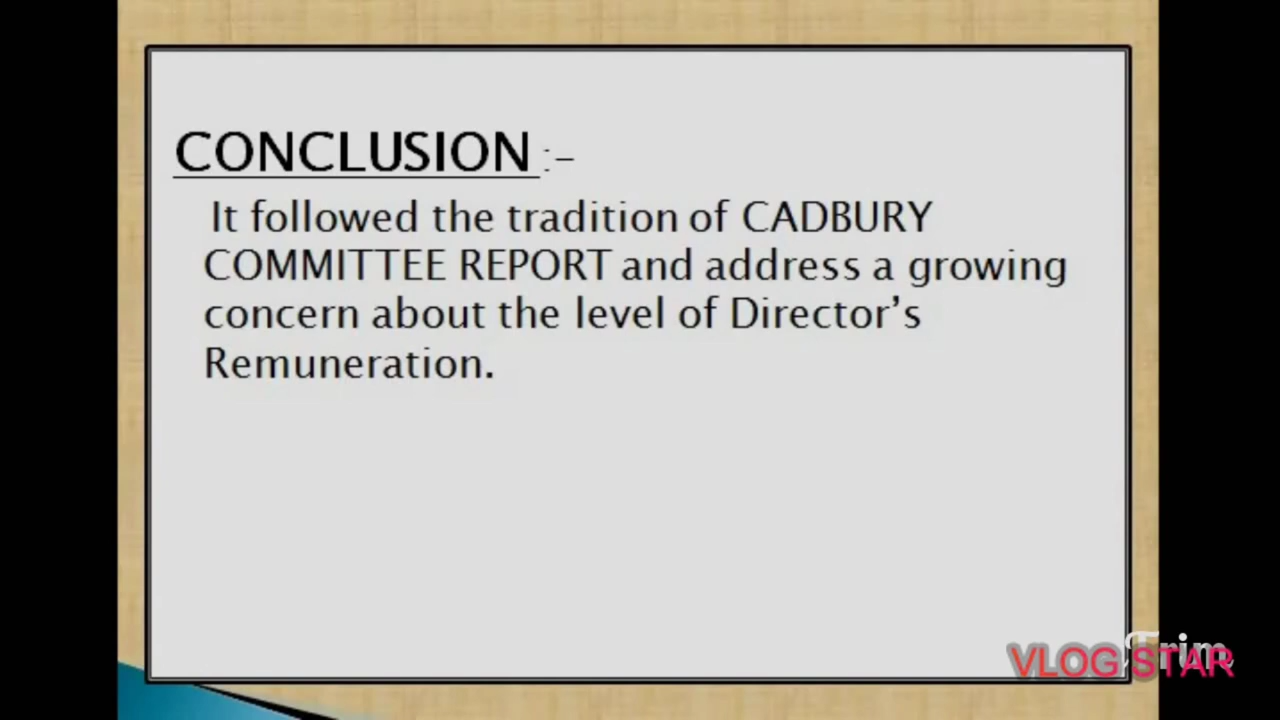 CONCLUSION :-
It followed the tradition of CADBURY
COMMITTEE REPORT and address a growing
concern about the level of Director’s
Remuneration.
Trim
VLOG STAR